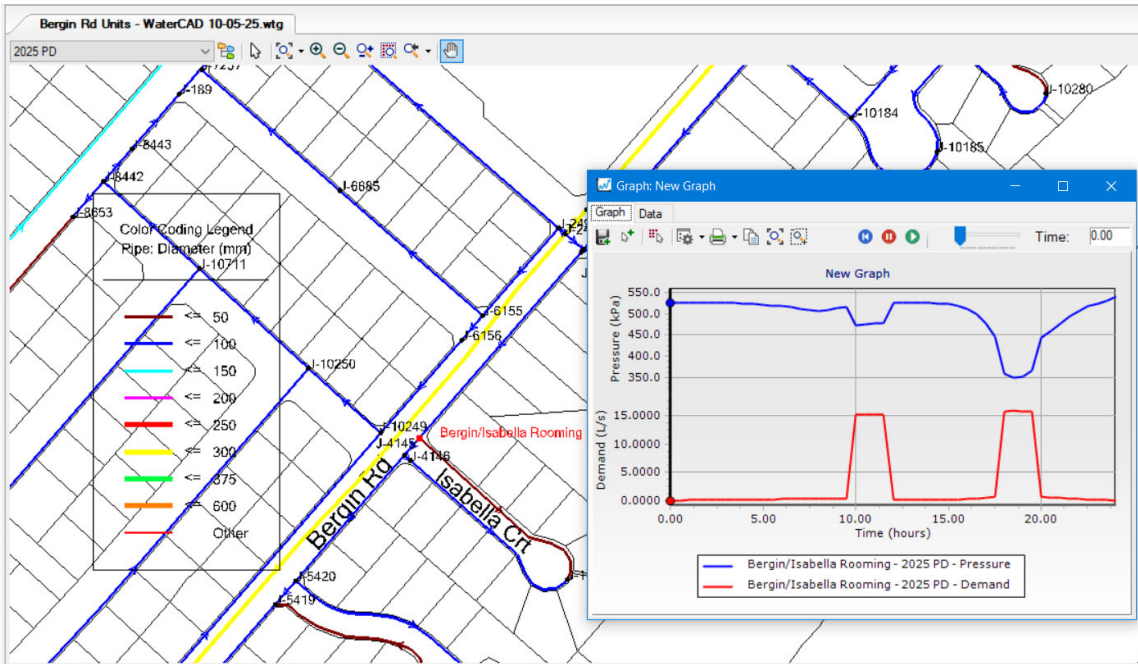 Bergin Rd Units - WaterCAD 10-05-25.wtg
2025 PD
J-189
J-8443
J-8442
J-8653
J-6685
J-10711
J-10250
J-10249
J-4145
J-4146
J-6155
J-6156
J-5420
J-5419
J-10184
J-10185
J-10280
Color Coding Legend
Pipe: Diameter (mm)
<= 50
<= 100
<= 150
<= 200
<= 250
<= 300
<= 375
<= 600
Other
Bergin/Isabella Rooming
Bergin Rd
Isabella Crt
Graph: New Graph
Graph Data
Time: 0.00
New Graph
Pressure (kPa)
550.0
500.0
450.0
400.0
350.0
Demand (L/s)
15.0000
10.0000
5.0000
0.0000
0.00 5.00 10.00 15.00 20.00
Time (hours)
Bergin/Isabella Rooming - 2025 PD - Pressure
Bergin/Isabella Rooming - 2025 PD - Demand